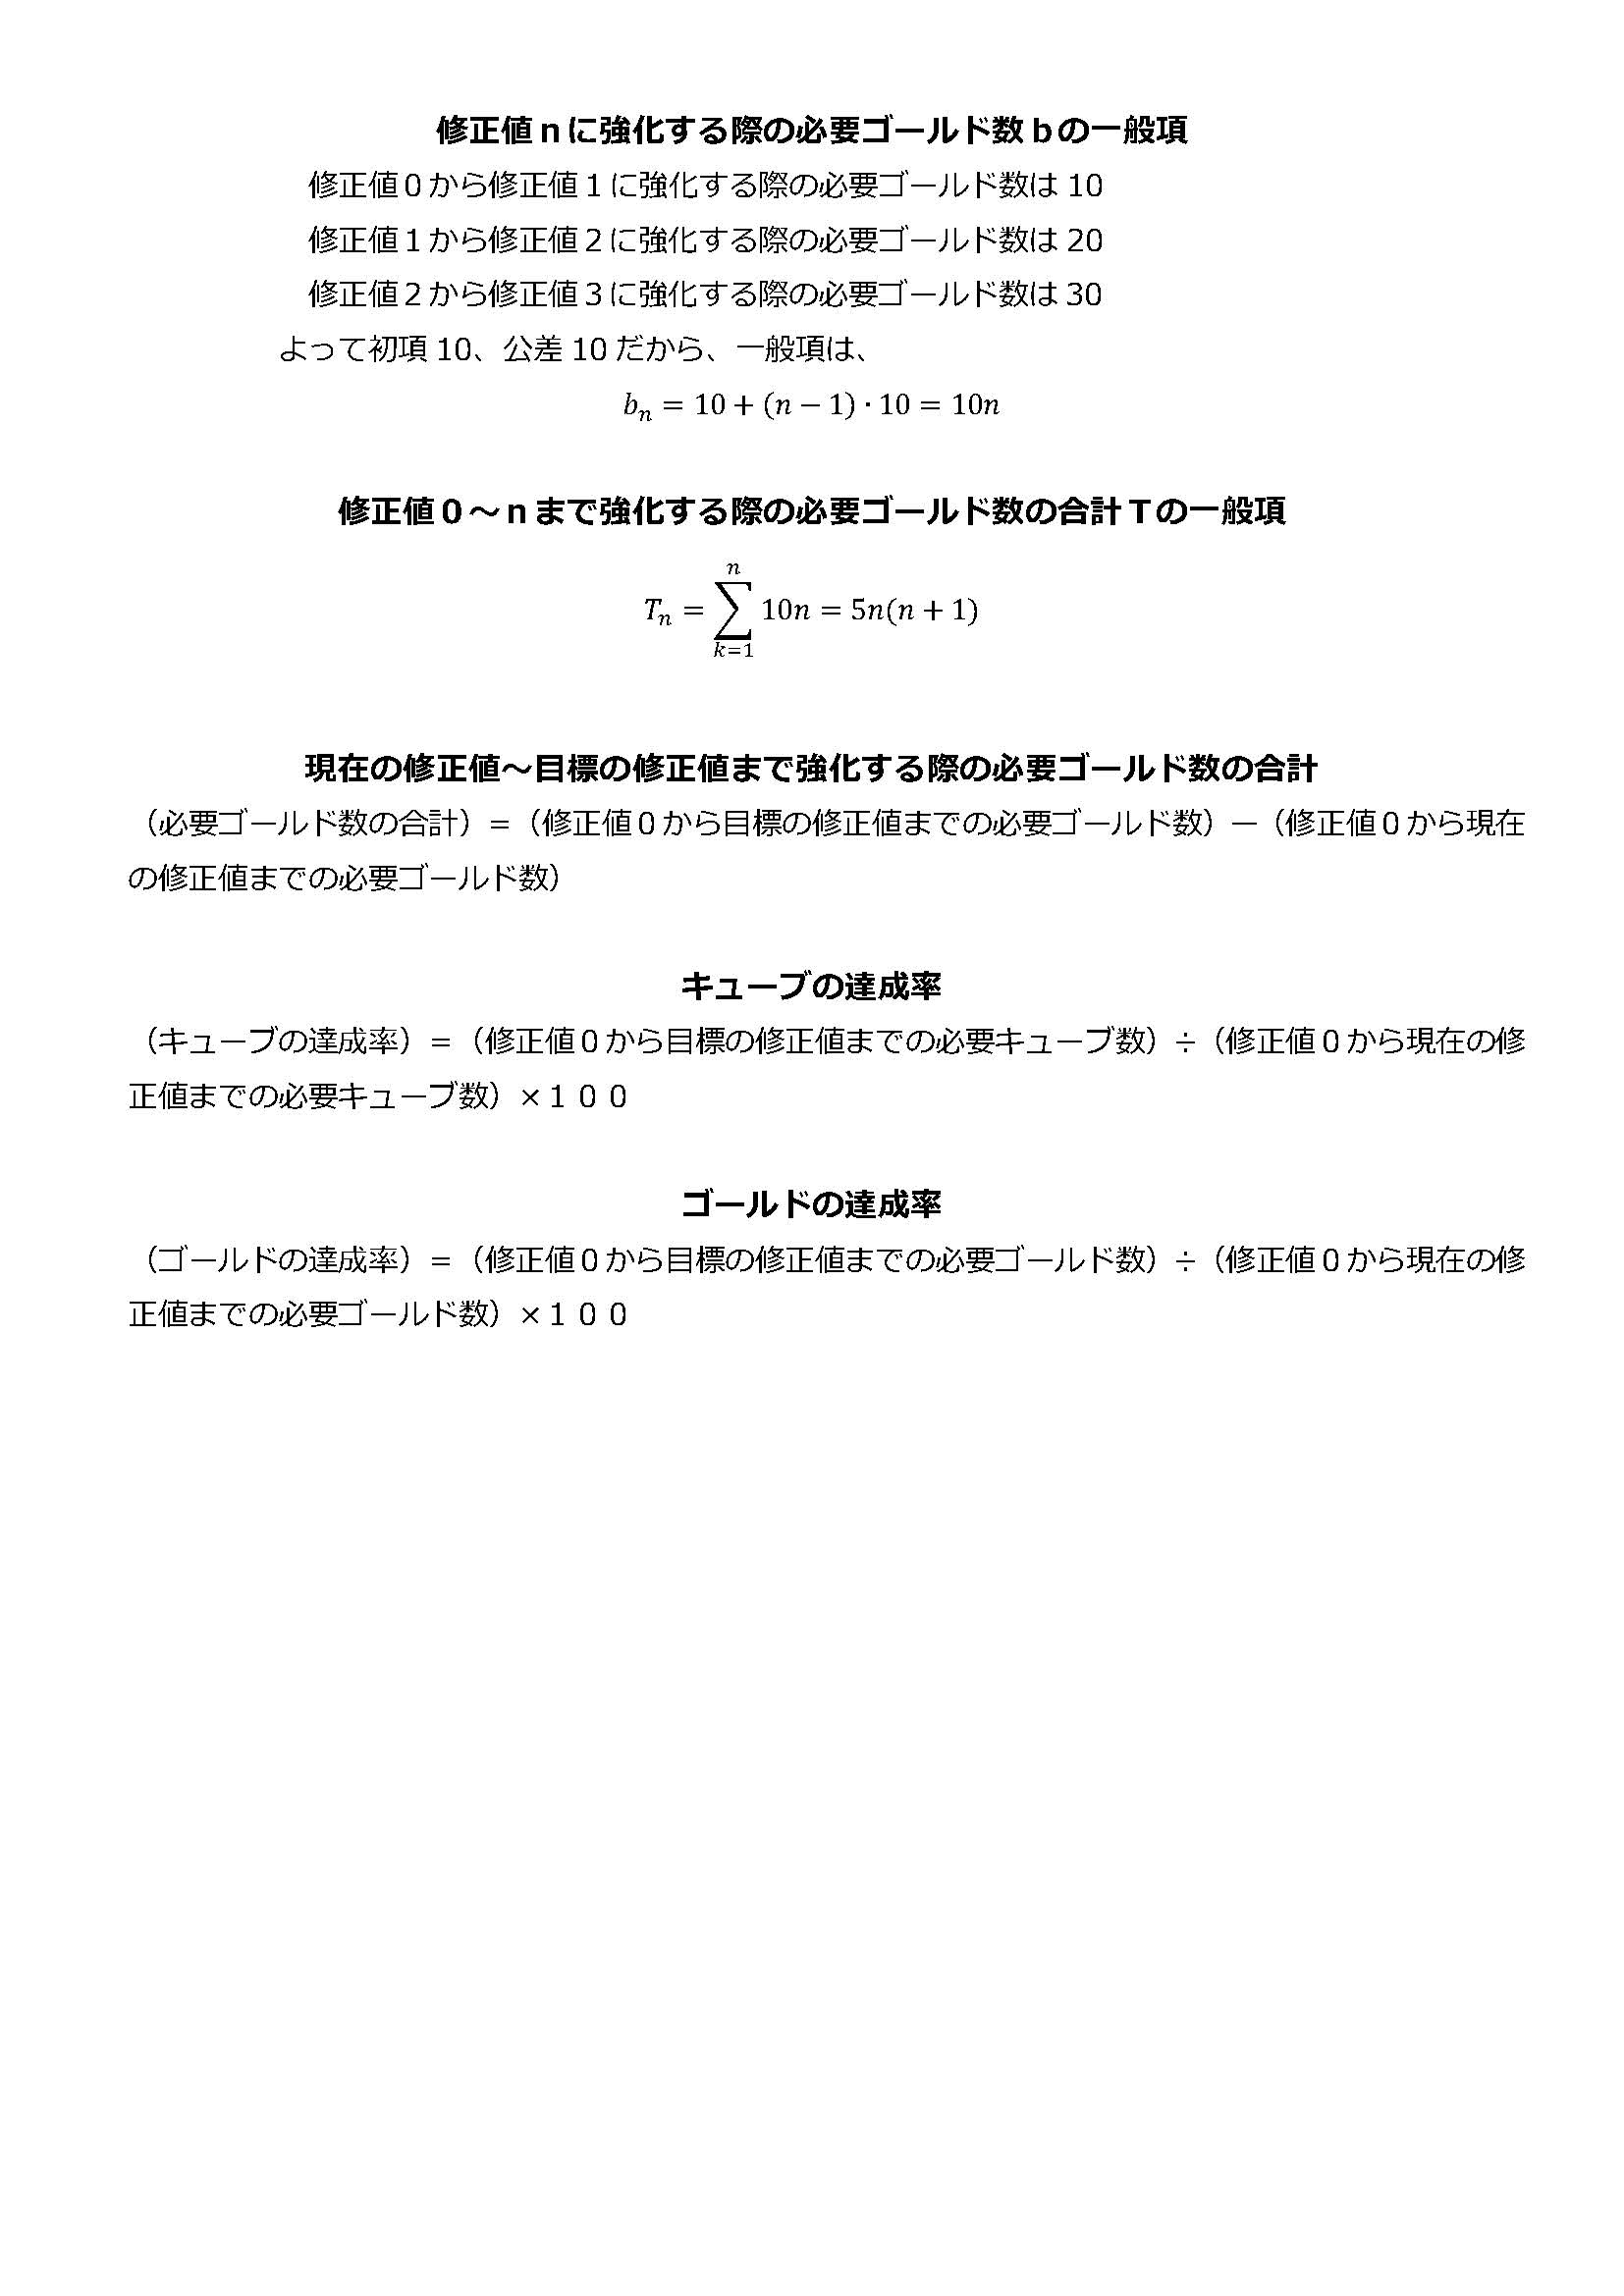 修正値nに強化する際の必要ゴールド数bの一般項
修正値0から修正値1に強化する際の必要ゴールド数は10
修正値1から修正値2に強化する際の必要ゴールド数は20
修正値2から修正値3に強化する際の必要ゴールド数は30
よって初項10、公差10だから、一般項は、
bₙ = 10 + (n − 1) · 10 = 10n
修正値0～nまで強化する際の必要ゴールド数の合計Tの一般項
n
Tₙ = ∑ 10n = 5n(n + 1)
k=1
現在の修正値～目標の修正値まで強化する際の必要ゴールド数の合計
（必要ゴールド数の合計）＝（修正値0から目標の修正値までの必要ゴールド数）－（修正値0から現在
の修正値までの必要ゴールド数）
キューブの達成率
（キューブの達成率）＝（修正値0から目標の修正値までの必要キューブ数）÷（修正値0から現在の修
正値までの必要キューブ数）×１００
ゴールドの達成率
（ゴールドの達成率）＝（修正値0から目標の修正値までの必要ゴールド数）÷（修正値0から現在の修
正値までの必要ゴールド数）×１００